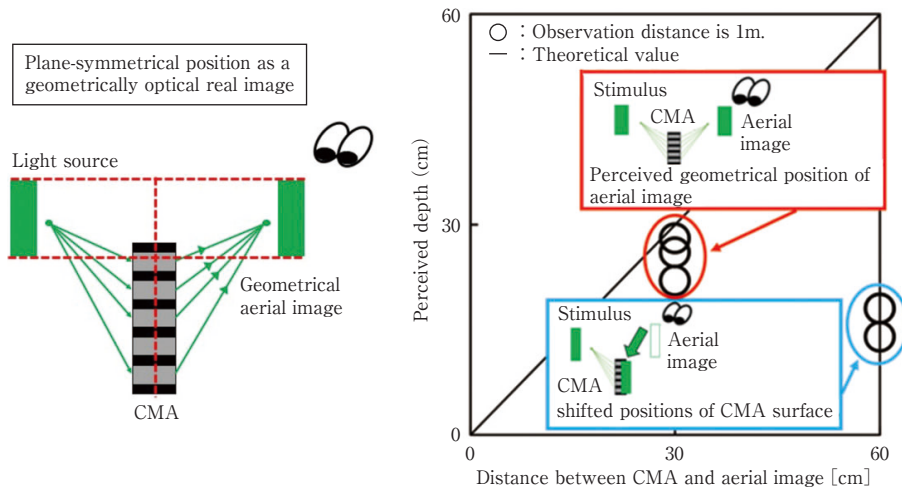 Plane-symmetrical position as a
geometrically optical real image
Light source
Geometrical
aerial image
CMA
60
30
0
Perceived depth (cm)
○ : Observation distance is 1m.
— : Theoretical value
Stimulus
CMA
Aerial
image
Perceived geometrical position of
aerial image
Stimulus
Aerial
image
CMA
shifted positions of CMA surface
0
30
60
Distance between CMA and aerial image [cm]